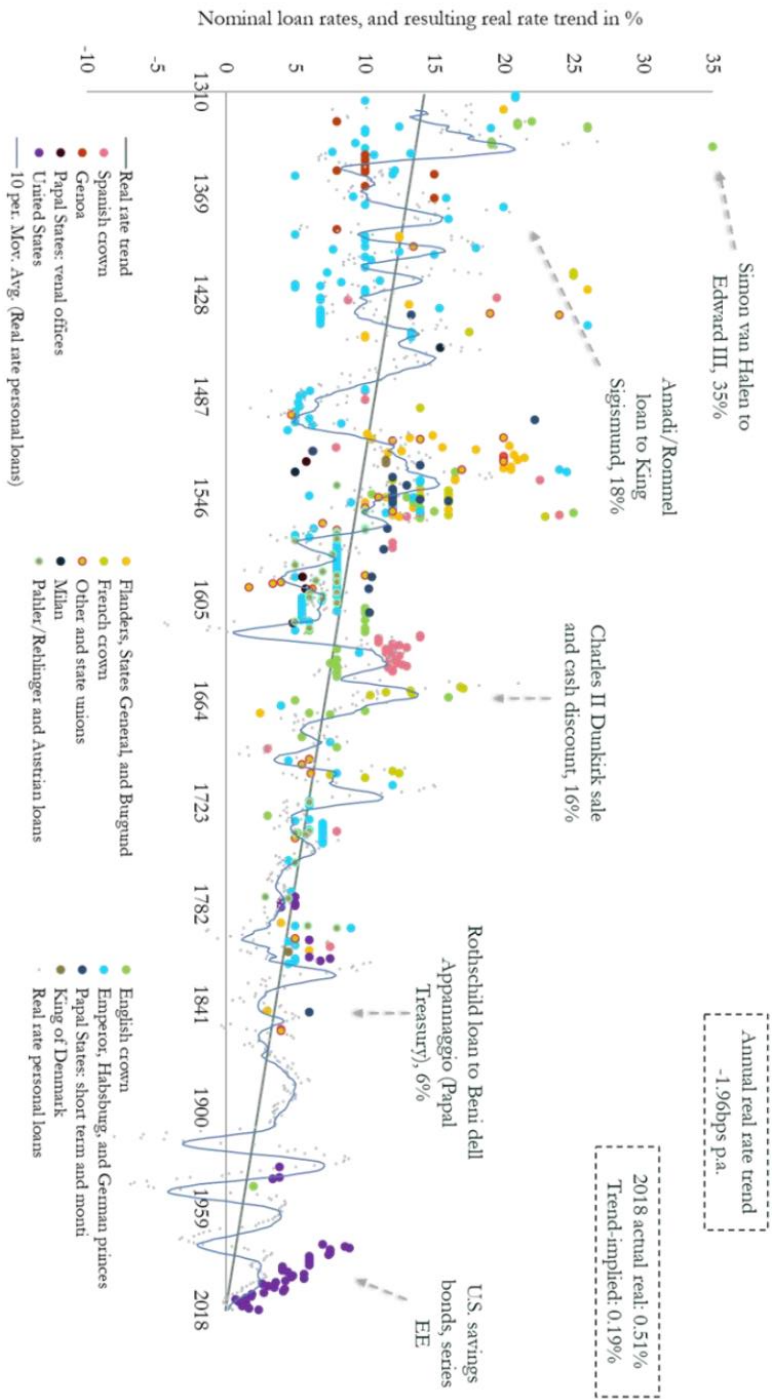 Nominal loan rates, and resulting real rate trend in %
35
30
25
20
15
10
5
0
-5
-10
1310
1369
1428
1487
1546
1605
1664
1723
1782
1841
1900
1959
2018
Simon van Halen to
Edward III, 35%
Amadi/Rommel
loan to King
Sigismund, 18%
Charles II Dunkirk sale
and cash discount, 16%
Rothschild loan to Beni dell
Appannaggio (Papal
Treasury), 6%
U.S. savings
bonds, series
EE
Annual real rate trend
-1.96bps p.a.
2018 actual real: 0.51%
Trend-implied: 0.19%
Real rate trend
Spanish crown
Genoa
Papal States: venal offices
United States
10 per. Mov. Avg. (Real rate personal loans)
Flanders, States General, and Burgund
French crown
Other and state unions
Milan
Pahler/Rehlinger and Austrian loans
English crown
Emperor, Habsburg, and German princes
Papal States: short term and monti
King of Denmark
Real rate personal loans